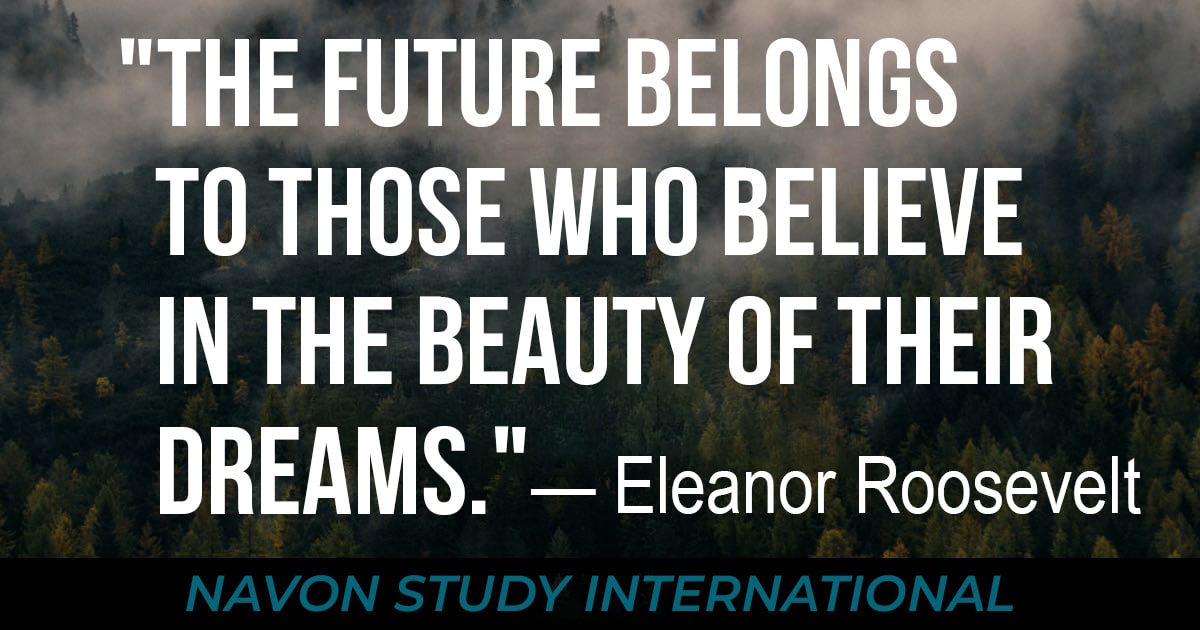 "THE FUTURE BELONGS
TO THOSE WHO BELIEVE
IN THE BEAUTY OF THEIR
DREAMS." — Eleanor Roosevelt
NAVON STUDY INTERNATIONAL